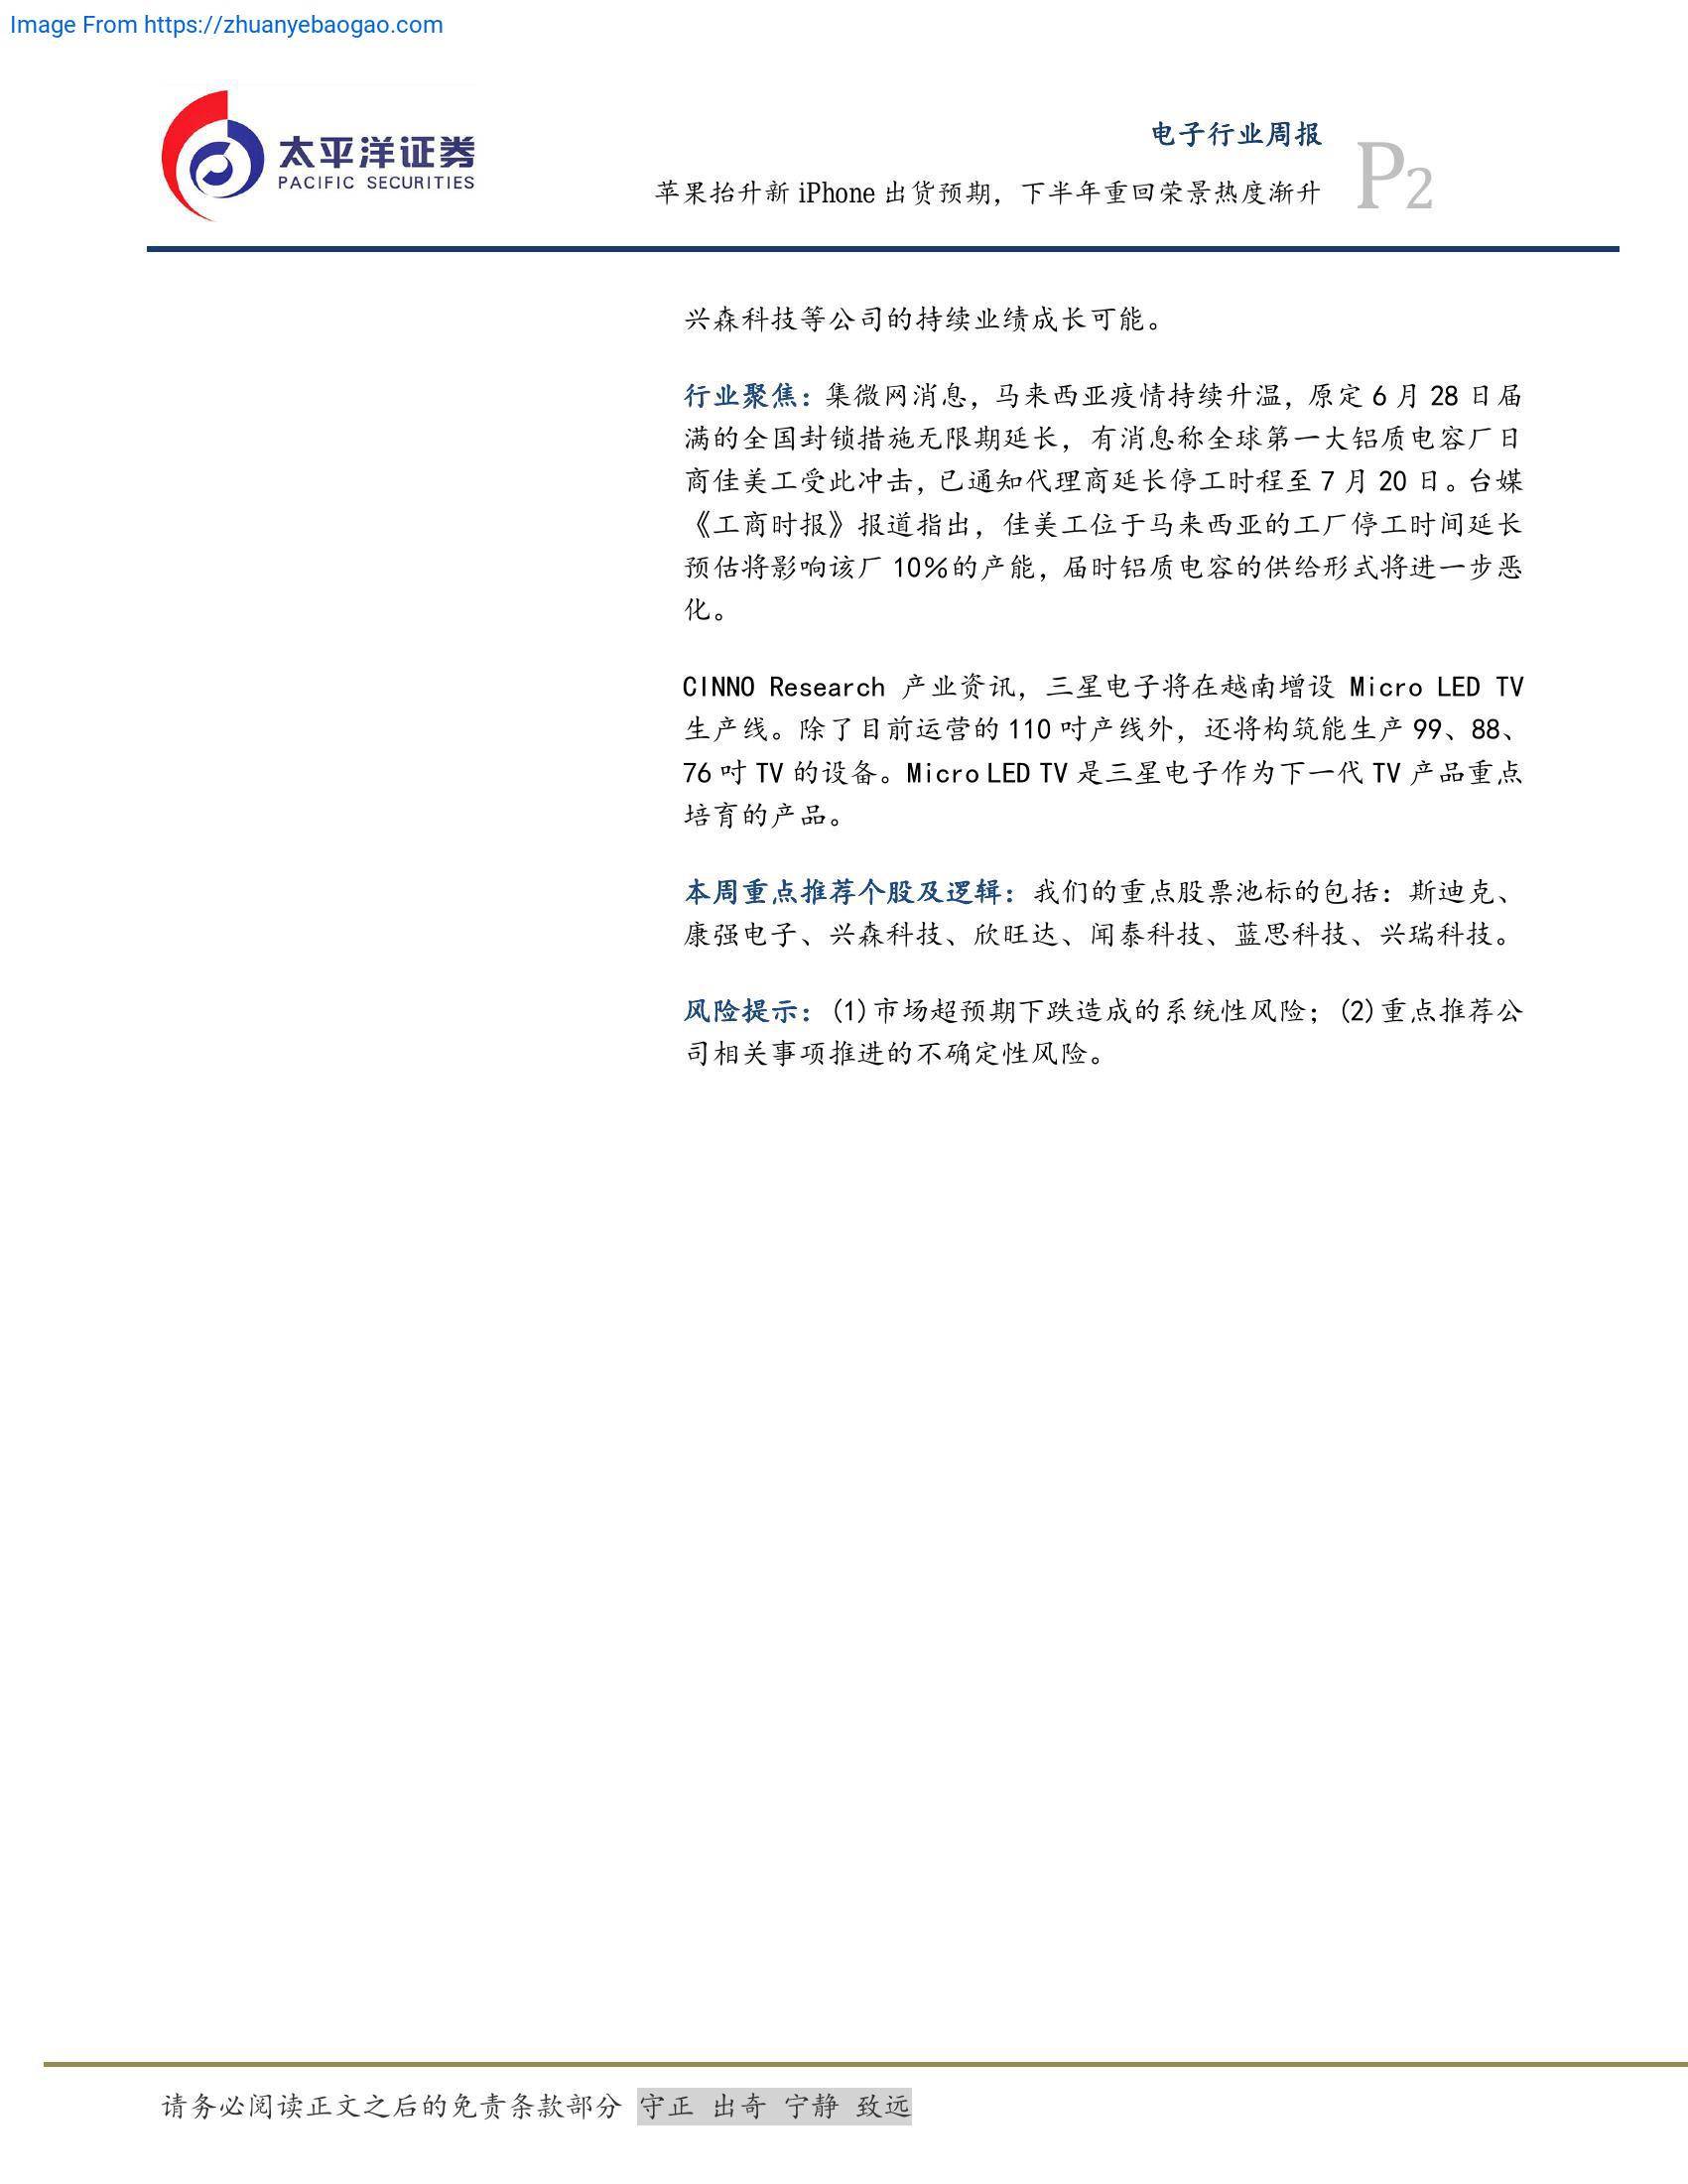 Image From https://zhuanyebaogao.com
太平洋证券
PACIFIC SECURITIES
电子行业周报
苹果抬升新 iPhone 出货预期，下半年重回荣景热度渐升
P2
兴森科技等公司的持续业绩成长可能。
行业聚焦：集微网消息，马来西亚疫情持续升温，原定 6 月 28 日届
满的全国封锁措施无限期延长，有消息称全球第一大铝质电容厂日
商佳美工受此冲击，已通知代理商延长停工时程至 7 月 20 日。台媒
《工商时报》报道指出，佳美工位于马来西亚的工厂停工时间延长
预估将影响该厂 10%的产能，届时铝质电容的供给形式将进一步恶
化。
CINNO Research 产业资讯，三星电子将在越南增设 Micro LED TV
生产线。除了目前运营的 110 吋产线外，还将构筑能生产 99、88、
76 吋 TV 的设备。Micro LED TV 是三星电子作为下一代 TV 产品重点
培育的产品。
本周重点推荐个股及逻辑：我们的重点股票池标的包括：斯迪克、
康强电子、兴森科技、欣旺达、闻泰科技、蓝思科技、兴瑞科技。
风险提示：(1)市场超预期下跌造成的系统性风险；(2)重点推荐公
司相关事项推进的不确定性风险。
请务必阅读正文之后的免责条款部分 守正 出奇 宁静 致远